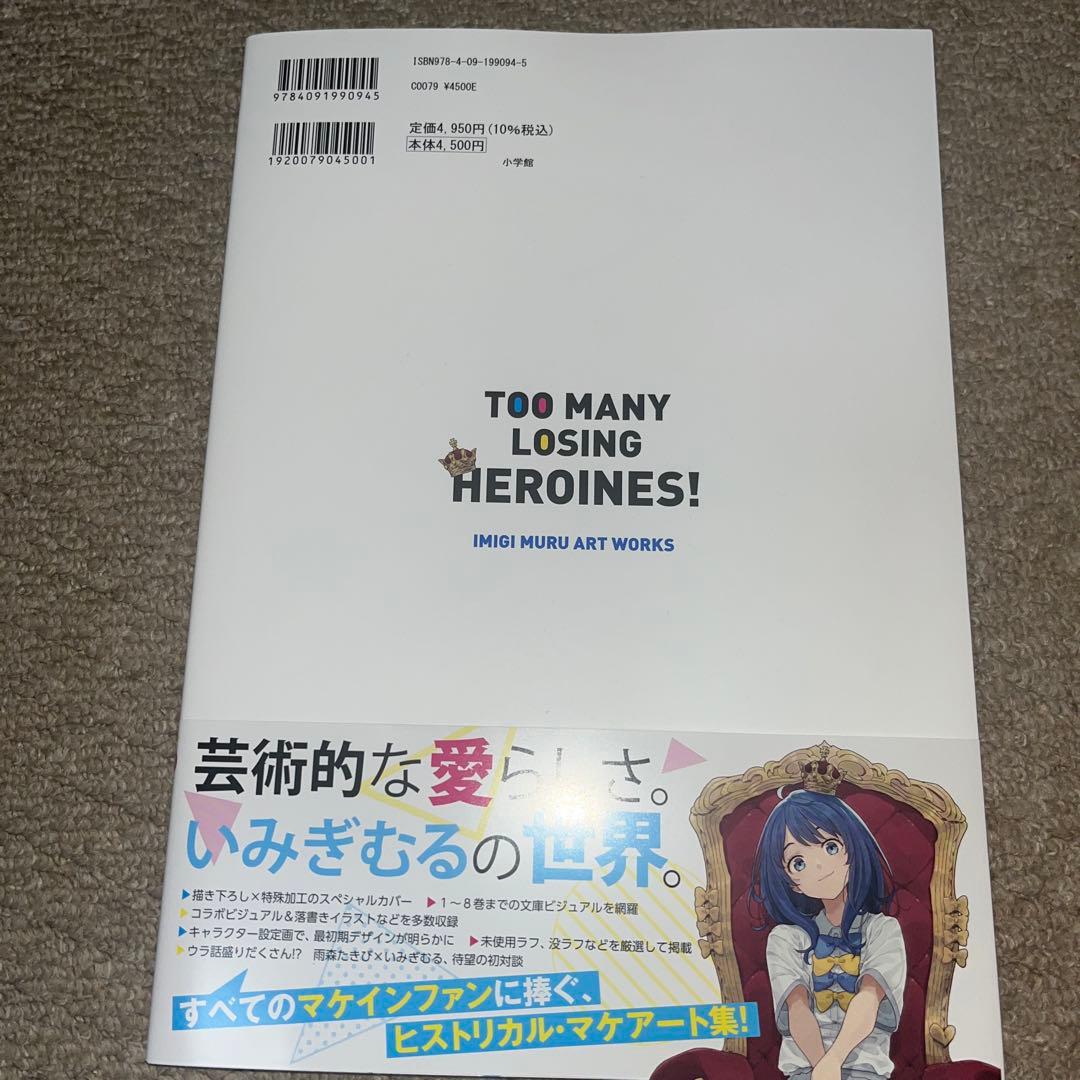 ISBN978-4-09-199094-5
9784091990945
C0079 ¥4500E
定価4,950円(10%税込)
本体4,500円
1920079045001
小学館
TOO MANY
LOSING
HEROINES!
IMIGI MURU ART WORKS
芸術的な愛らしさ。
いみぎむるの世界。
▶描き下ろし×特殊加工のスペシャルカバー ▶1～8巻までの文庫ビジュアルを網羅
▶コラボビジュアル&落書きイラストなどを多数収録
▶キャラクター設定画で、最初期デザインが明らかに ▶未使用ラフ、没ラフなどを厳選して掲載
▶ウラ話盛りだくさん!? 雨森たきび×いみぎむる、待望の初対談
すべてのマケインファンに捧ぐ、
ヒストリカル・マケアート集!